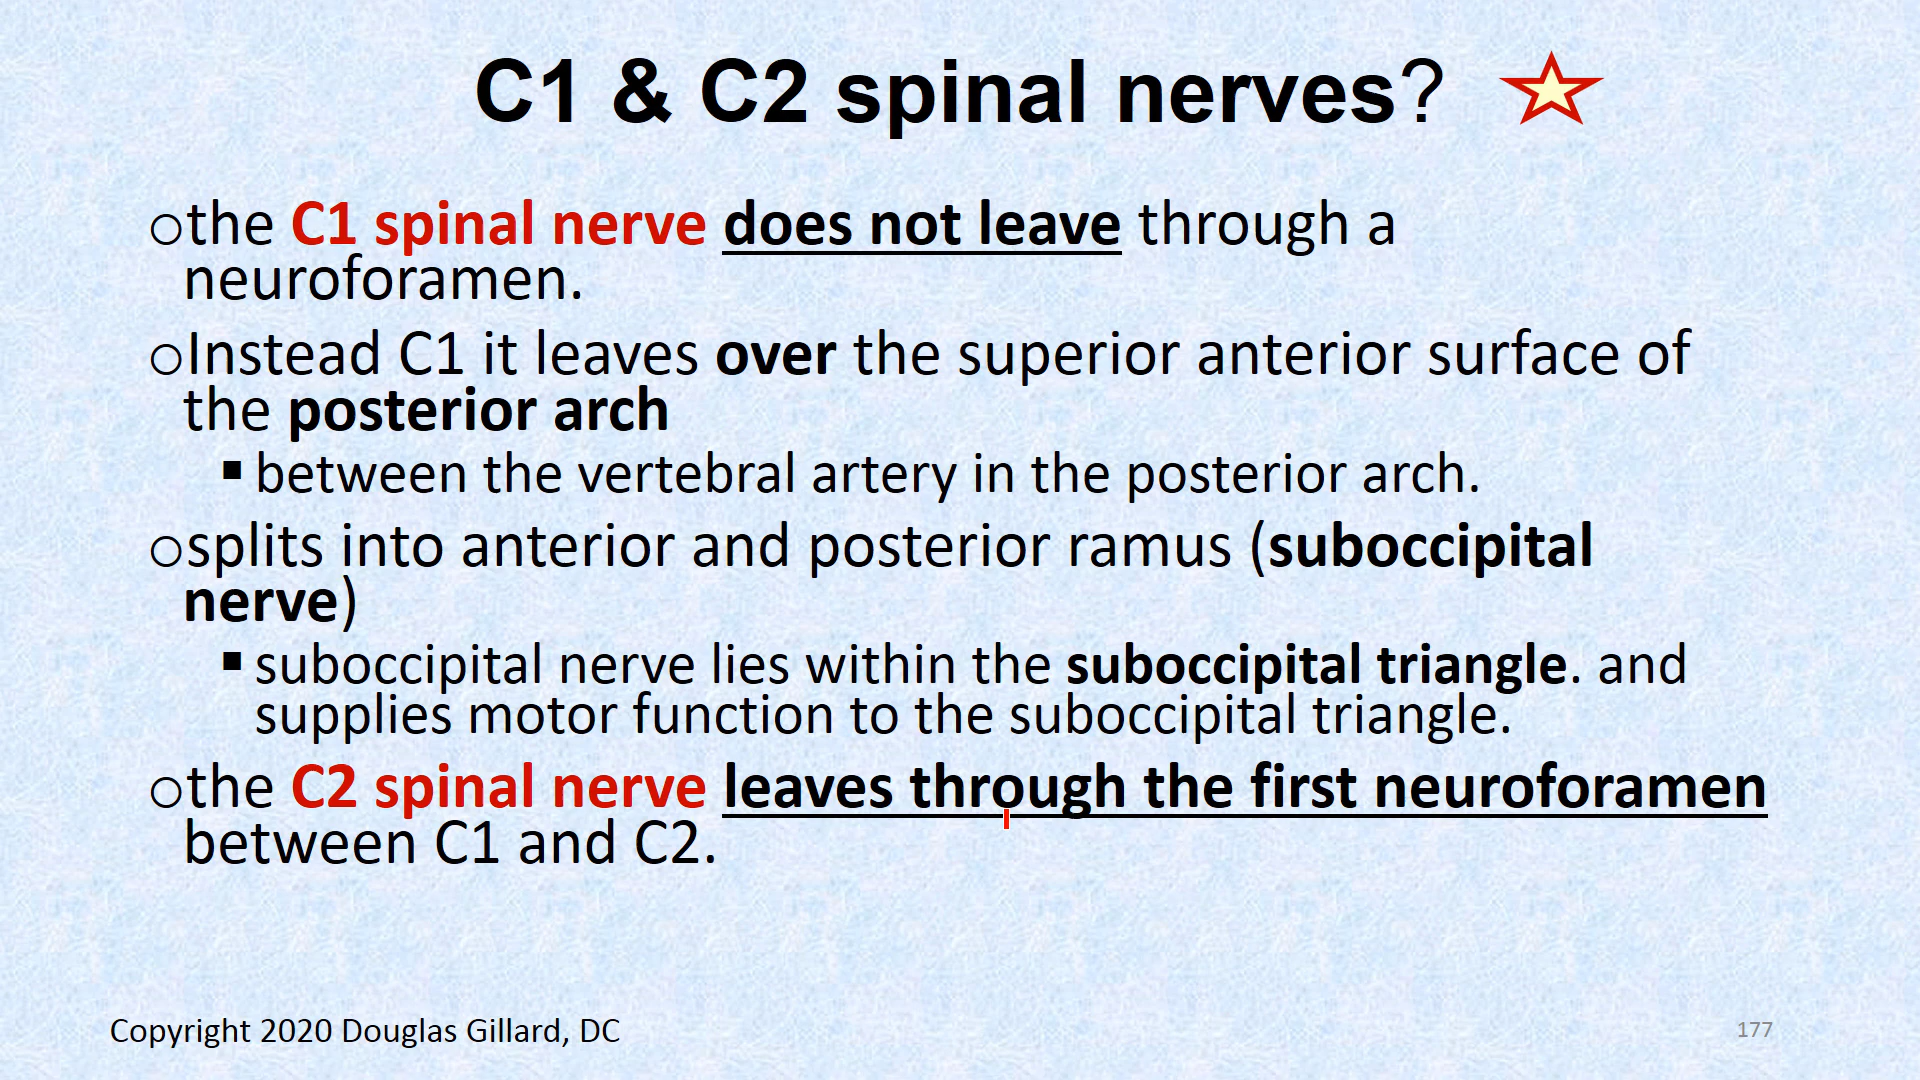 C1 & C2 spinal nerves?
othe C1 spinal nerve does not leave through a
neuroforamen.
oInstead C1 it leaves over the superior anterior surface of
the posterior arch
▪ between the vertebral artery in the posterior arch.
osplits into anterior and posterior ramus (suboccipital
nerve)
▪ suboccipital nerve lies within the suboccipital triangle. and
supplies motor function to the suboccipital triangle.
othe C2 spinal nerve leaves through the first neuroforamen
between C1 and C2.
Copyright 2020 Douglas Gillard, DC
177